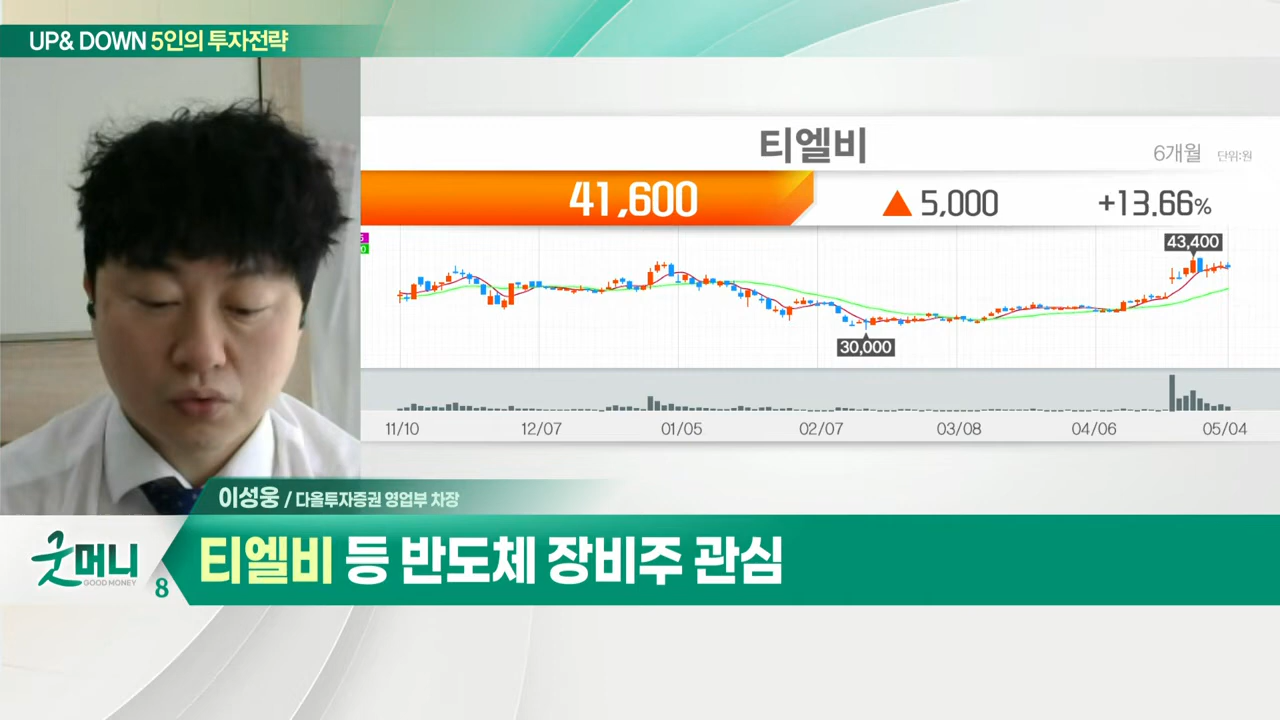 UP& DOWN 5인의 투자전략
티엘비
6개월 단위:원
41,600 ▲ 5,000 +13.66%
43,400
30,000
11/10 12/07 01/05 02/07 03/08 04/06 05/04
이성웅 / 다올투자증권 영업부 차장
굿머니
GOOD MONEY
8
티엘비 등 반도체 장비주 관심